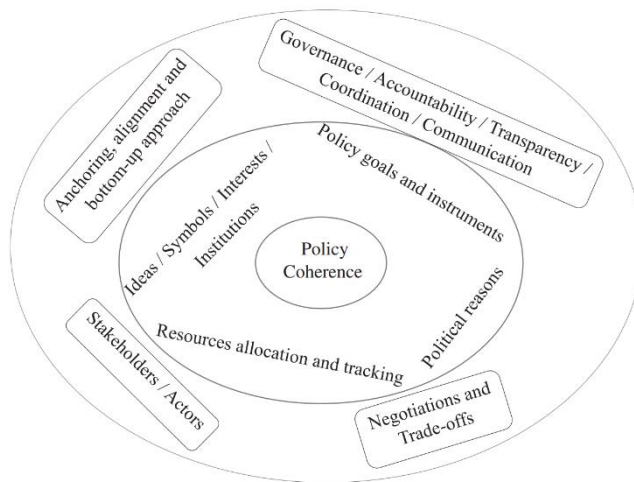 Governance / Accountability / Transparency /
Coordination / Communication
Anchoring, alignment and
bottom-up approach
Policy goals and instruments
Ideas / Symbols / Interests /
Institutions
Policy
Coherence
Political reasons
Resources allocation and tracking
Stakeholders /
Actors
Negotiations and
Trade-offs